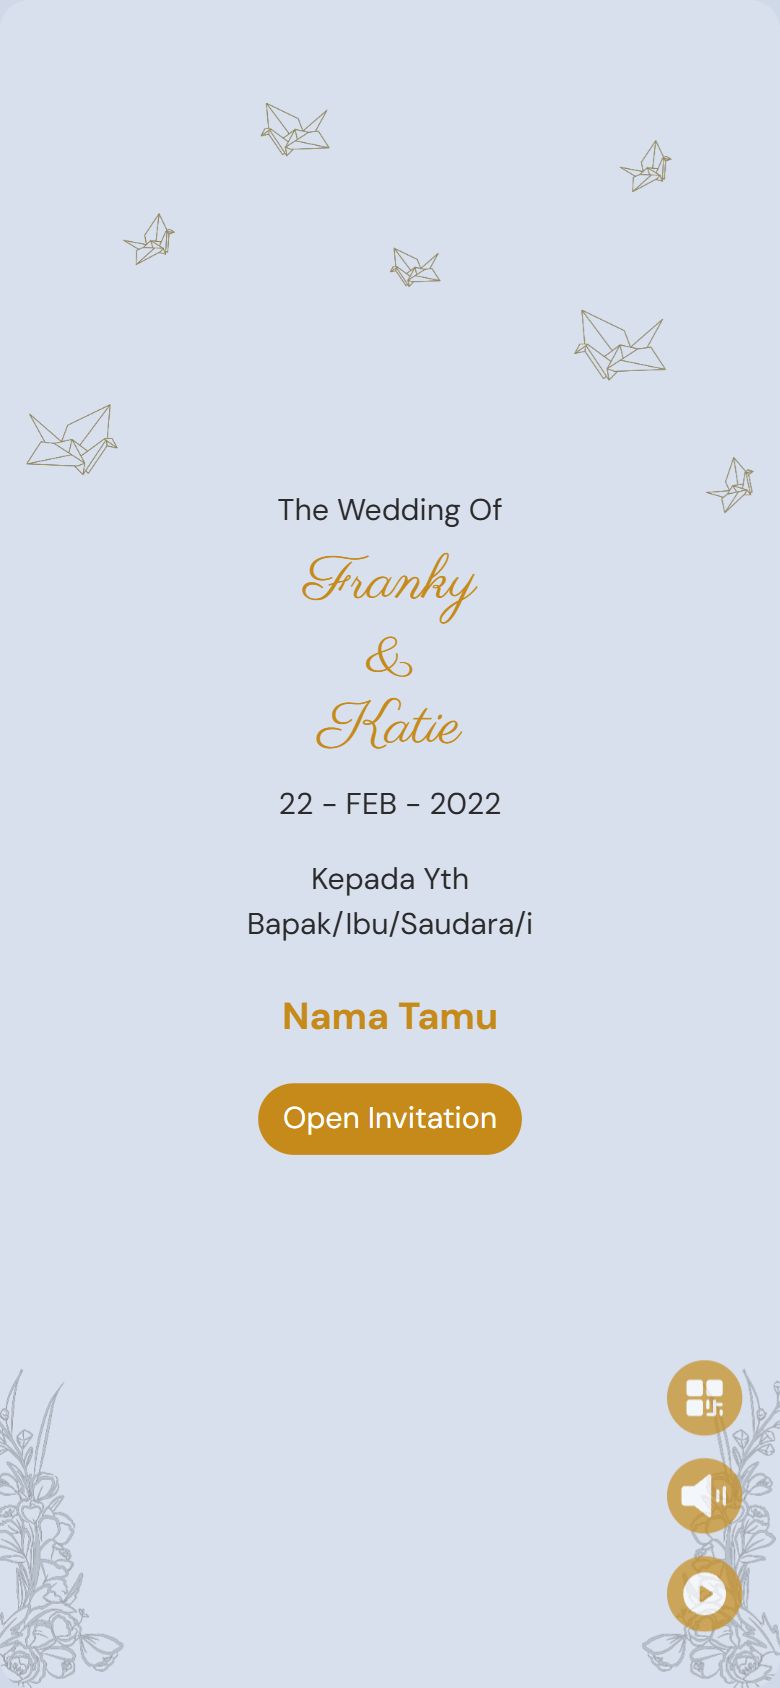 The Wedding Of
Franky
&
Katie
22 - FEB - 2022
Kepada Yth
Bapak/Ibu/Saudara/i
Nama Tamu
Open Invitation